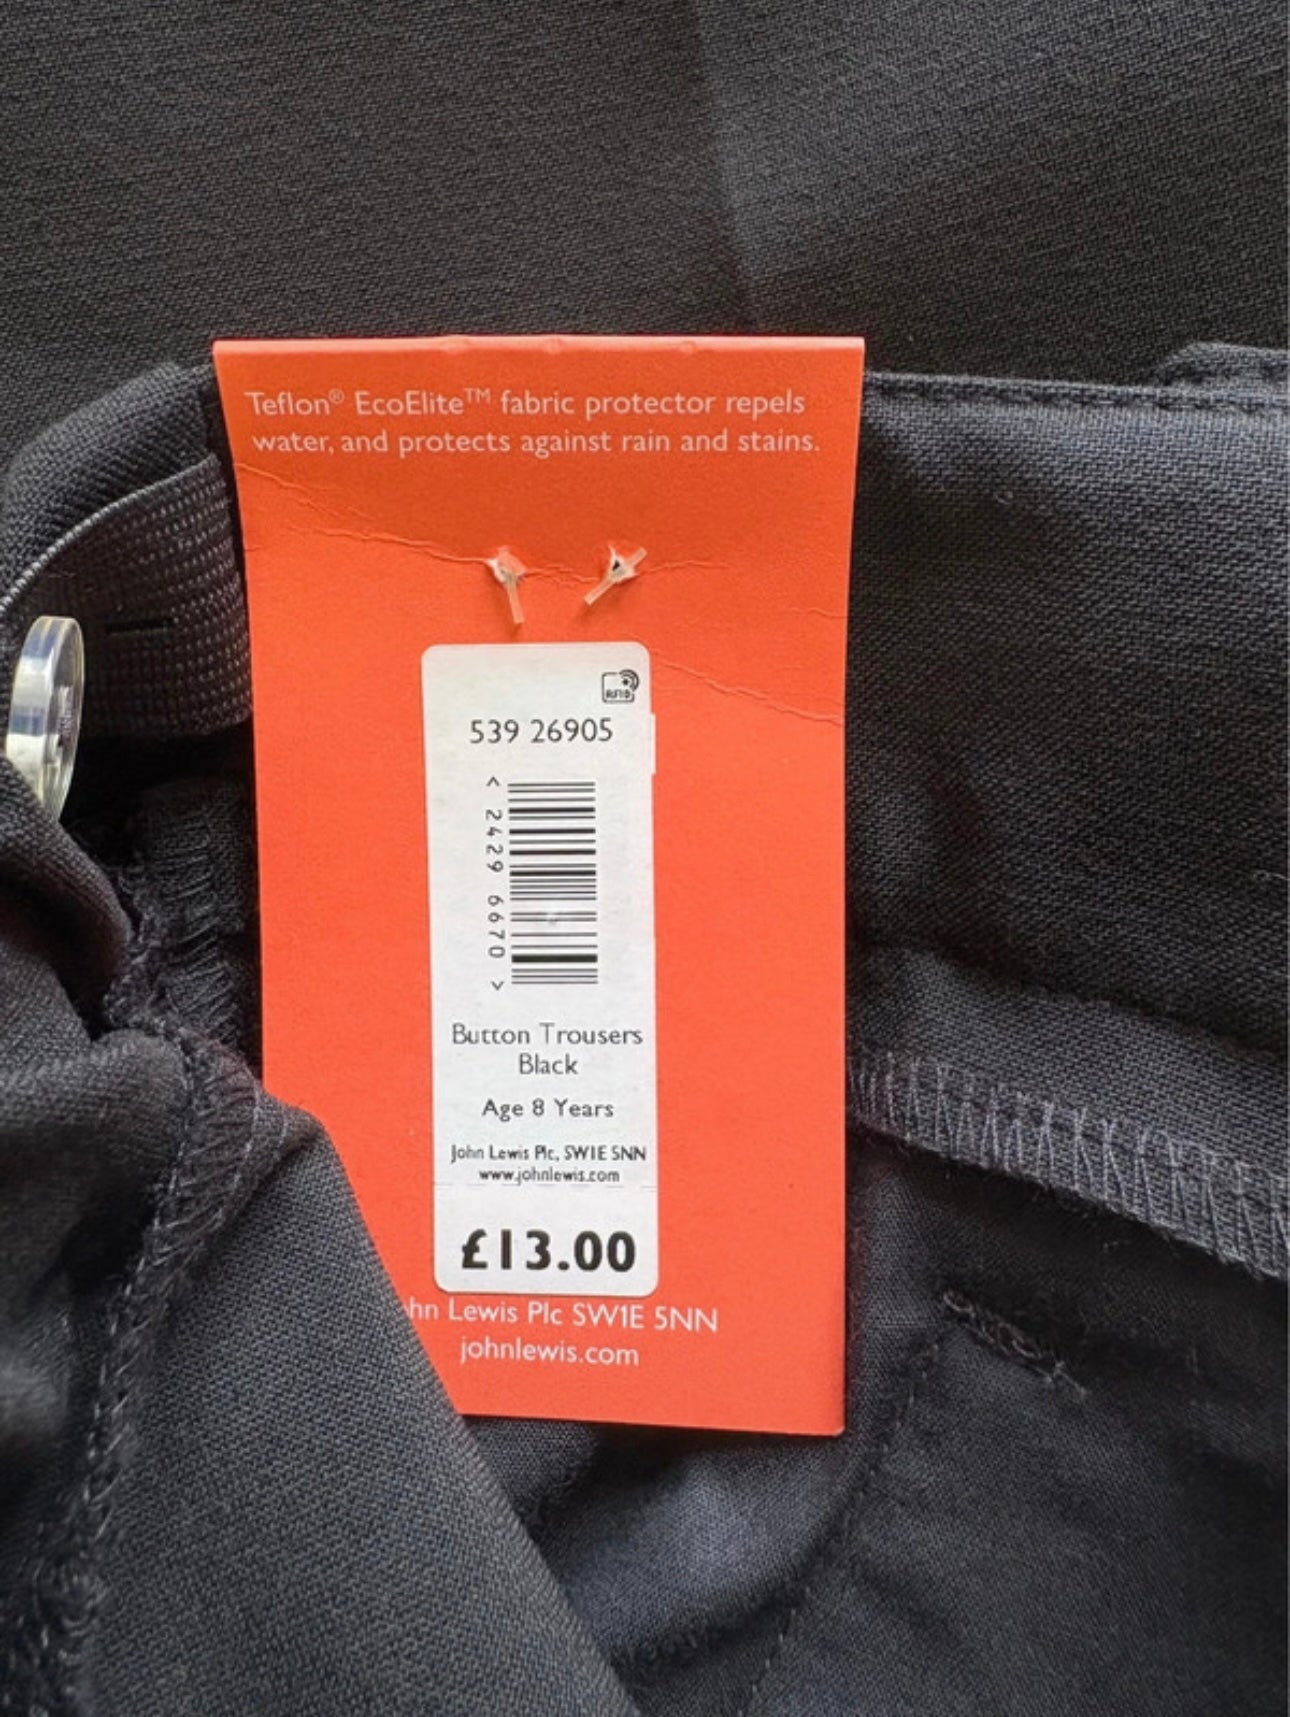 Teflon® EcoElite™ fabric protector repels
water, and protects against rain and stains.
RFID
539 26905
< 2429 6670 >
Button Trousers
Black
Age 8 Years
John Lewis Plc, SW1E 5NN
www.johnlewis.com
£13.00
hn Lewis Plc SW1E 5NN
johnlewis.com